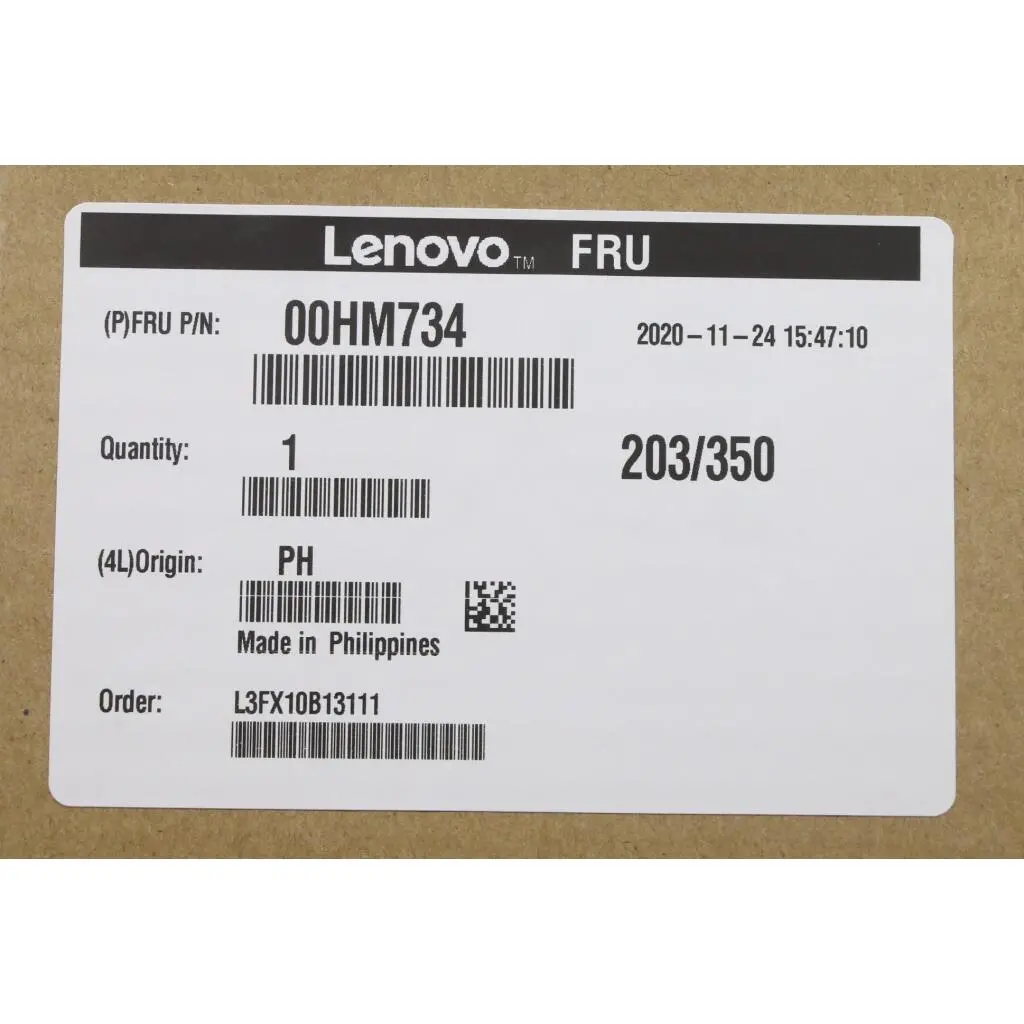 Lenovo™ FRU
(P)FRU P/N: 00HM734 2020-11-24 15:47:10
Quantity: 1 203/350
(4L)Origin: PH
Made in Philippines
Order: L3FX10B13111